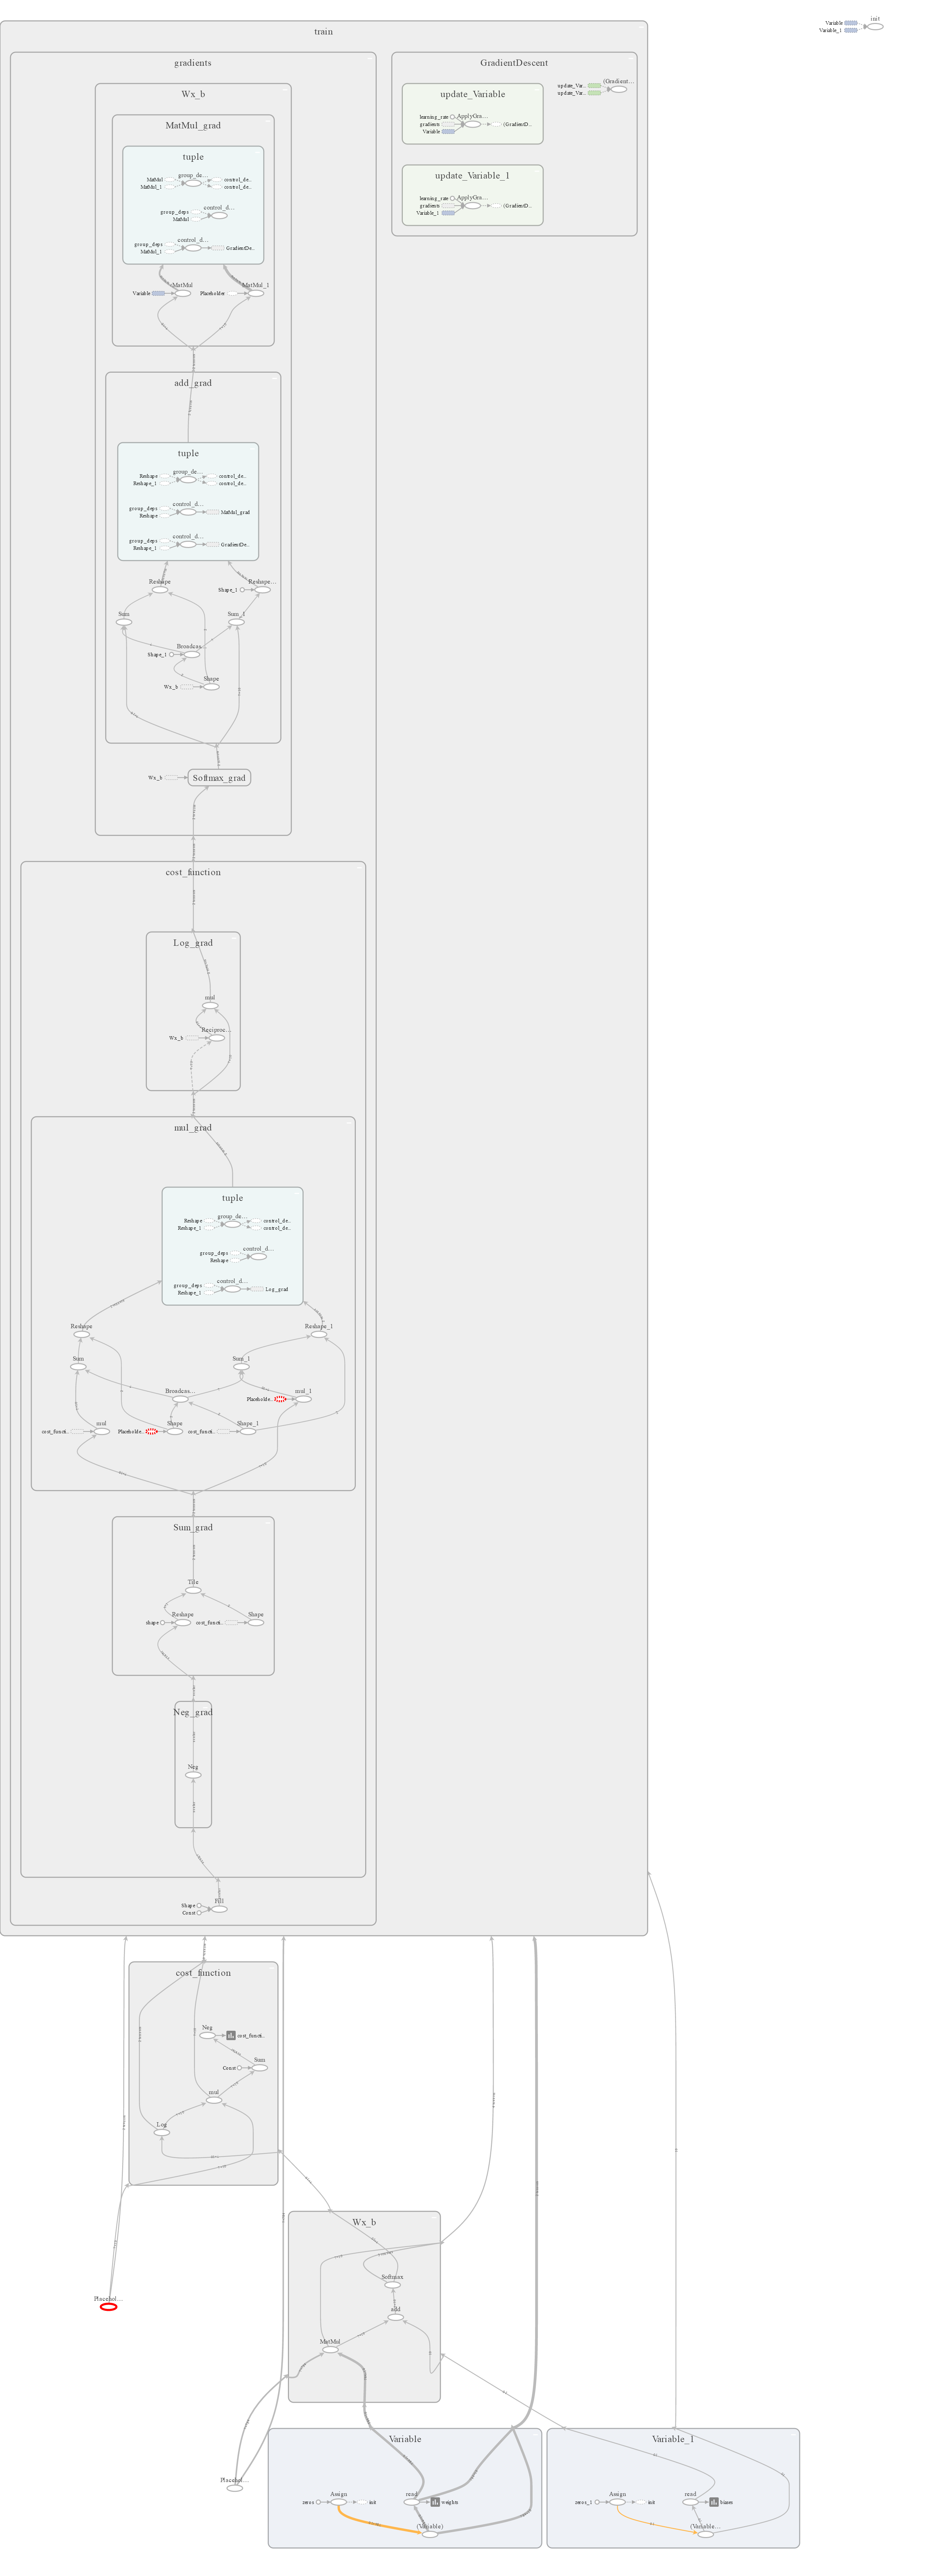 train
init
Variable
Variable_1
gradients
GradientDescent
Wx_b
update_Variable
(Gradient...
update_Var..
update_Var..
learning_rate
ApplyGra...
gradients
(GradientD..
Variable
MatMul_grad
tuple
MatMul
group_de...
control_de..
MatMul_1
control_de..
update_Variable_1
learning_rate
ApplyGra...
gradients
(GradientD..
Variable_1
group_deps
control_d...
MatMul
group_deps
control_d...
MatMul_1
GradientDe..
MatMul
MatMul_1
Variable
Placeholder
add_grad
tuple
Reshape
group_de...
control_de..
Reshape_1
control_de..
group_deps
control_d...
Reshape
MatMul_grad
group_deps
control_d...
Reshape_1
GradientDe..
Reshape
Reshape...
Shape_1
Sum
Sum_1
Broadcas...
Shape_1
Shape
Wx_b
Softmax_grad
Wx_b
cost_function
Log_grad
mul
Reciproc...
Wx_b
mul_grad
tuple
Reshape
group_de...
control_de..
Reshape_1
control_de..
group_deps
control_d...
Reshape
group_deps
control_d...
Reshape_1
Log_grad
Reshape
Reshape_1
Sum
Sum_1
Broadcas...
Placeholde..
mul_1
mul
Shape
Shape_1
cost_functi..
Placeholde..
cost_functi..
Sum_grad
Tile
Reshape
Shape
shape
cost_functi..
Neg_grad
Neg
Fill
Shape
Const
cost_function
Neg
cost_functi..
Sum
Const
mul
Log
Wx_b
Softmax
add
MatMul
Placehol...
Placehol...
Variable
Assign
read
zeros
init
weights
(Variable)
Variable_1
Assign
read
zeros_1
init
biases
(Variable...